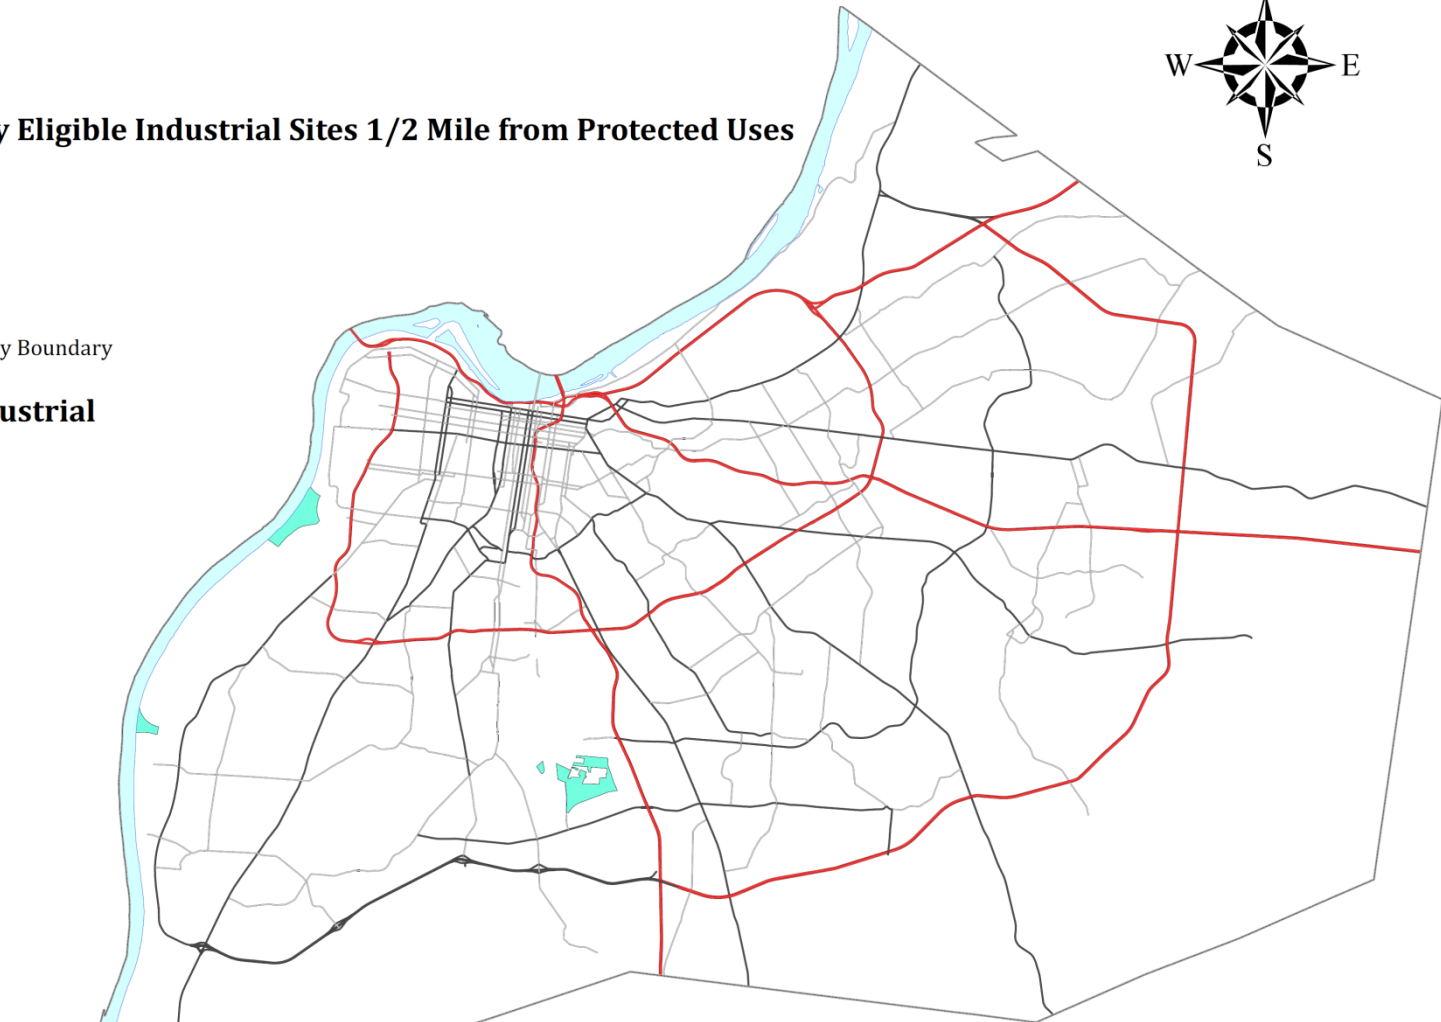 y Eligible Industrial Sites 1/2 Mile from Protected Uses
W E
S
y Boundary
ustrial